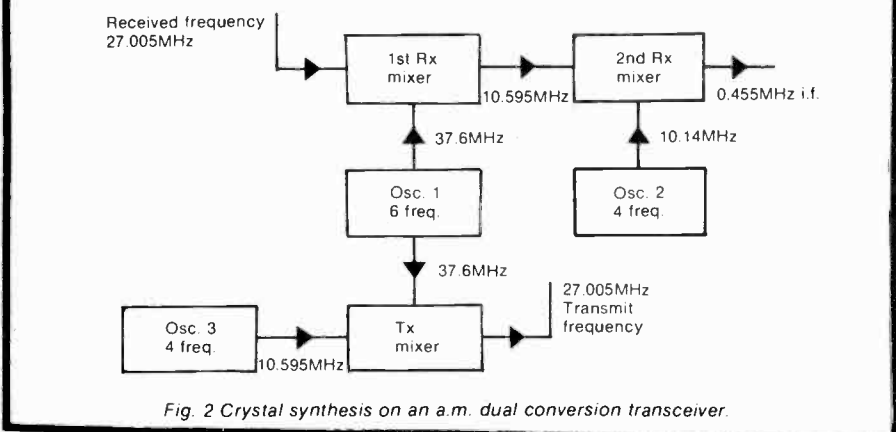 Received frequency
27.005MHz
1st Rx
mixer
10.595MHz
2nd Rx
mixer
0.455MHz i.f.
37.6MHz
10.14MHz
Osc. 1
6 freq.
Osc. 2
4 freq.
37.6MHz
27.005MHz
Transmit
frequency
Osc. 3
4 freq.
10.595MHz
Tx
mixer
Fig. 2 Crystal synthesis on an a.m. dual conversion transceiver.